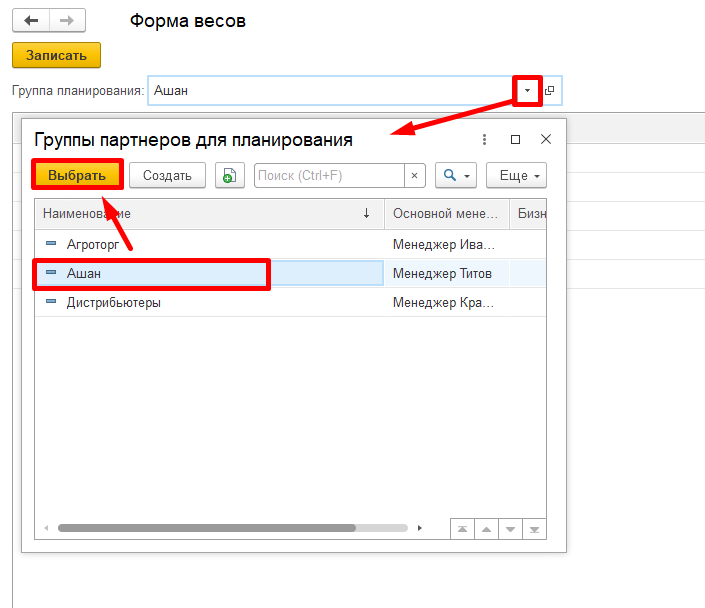 Форма весов
Записать
Группа планирования: Ашан
Группы партнеров для планирования
Выбрать Создать Поиск (Ctrl+F) × Еще
Наименование ↓ Основной мене... Бизн
Агроторг Менеджер Ива...
Ашан Менеджер Титов
Дистрибьютеры Менеджер Кра...